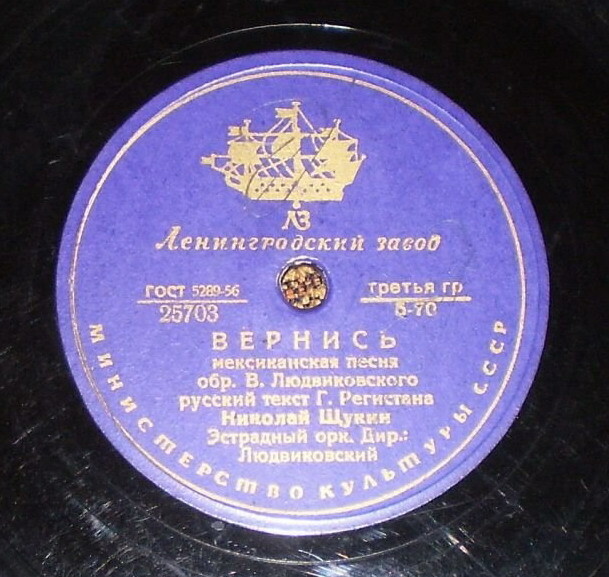 ЛЗ
Ленинградский завод
ГОСТ 5289-56
25703
третья гр
8-70
ВЕРНИСЬ
мексиканская песня
обр. В. Людвиковского
русский текст Г. Регистана
Николай Щукин
Эстрадный орк. Дир.:
Людвиковский
МИНИСТЕРСТВО КУЛЬТУРЫ СССР